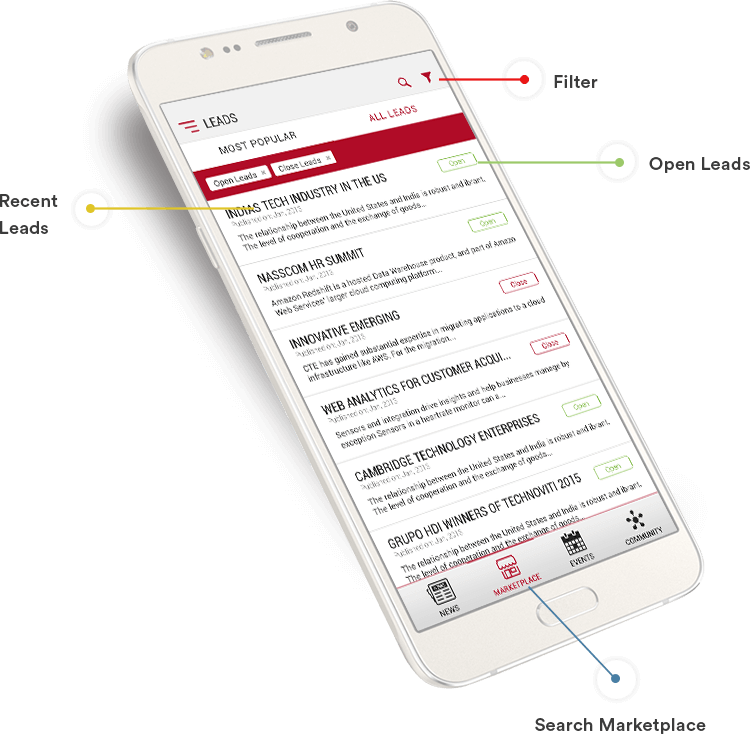 Filter
LEADS
MOST POPULAR
ALL LEADS
Open Leads ×
Close Leads ×
Open
Open Leads
Recent
Leads
INDIAS TECH INDUSTRY IN THE US
Published on: Jan, 2015
The relationship between the United States and India is robust and ibrant.
The level of cooperation and the exchange of goods...
Open
NASSCOM HR SUMMIT
Published on: Jan, 2015
Amazon Redshift is a hosted Data Warehouse product, and part of Amazo
Web Services' larger cloud computing platform...
Close
INNOVATIVE EMERGING
Published on: Jan, 2015
CTE has gained substantial expertise in migrating applications to a cloud
infrastructure like AWS. For the migration...
Close
WEB ANALYTICS FOR CUSTOMER ACQUI...
Published on: Jan, 2015
Sensors and integration drive insights and help businesses manage by
exception Sensors in a heartrate monitor can a...
Open
CAMBRIDGE TECHNOLOGY ENTERPRISES
Published on: Jan, 2015
The relationship between the United States and India is robust and ibrant.
The level of cooperation and the exchange of goods...
Open
GRUPO HDI WINNERS OF TECHNOVITI 2015
Published on: Jan, 2015
The relationship between the United States and India is robust and ibrant.
The level of cooperation and the exchange of goods...
NEWS
MARKETPLACE
EVENTS
COMMUNITY
Search Marketplace